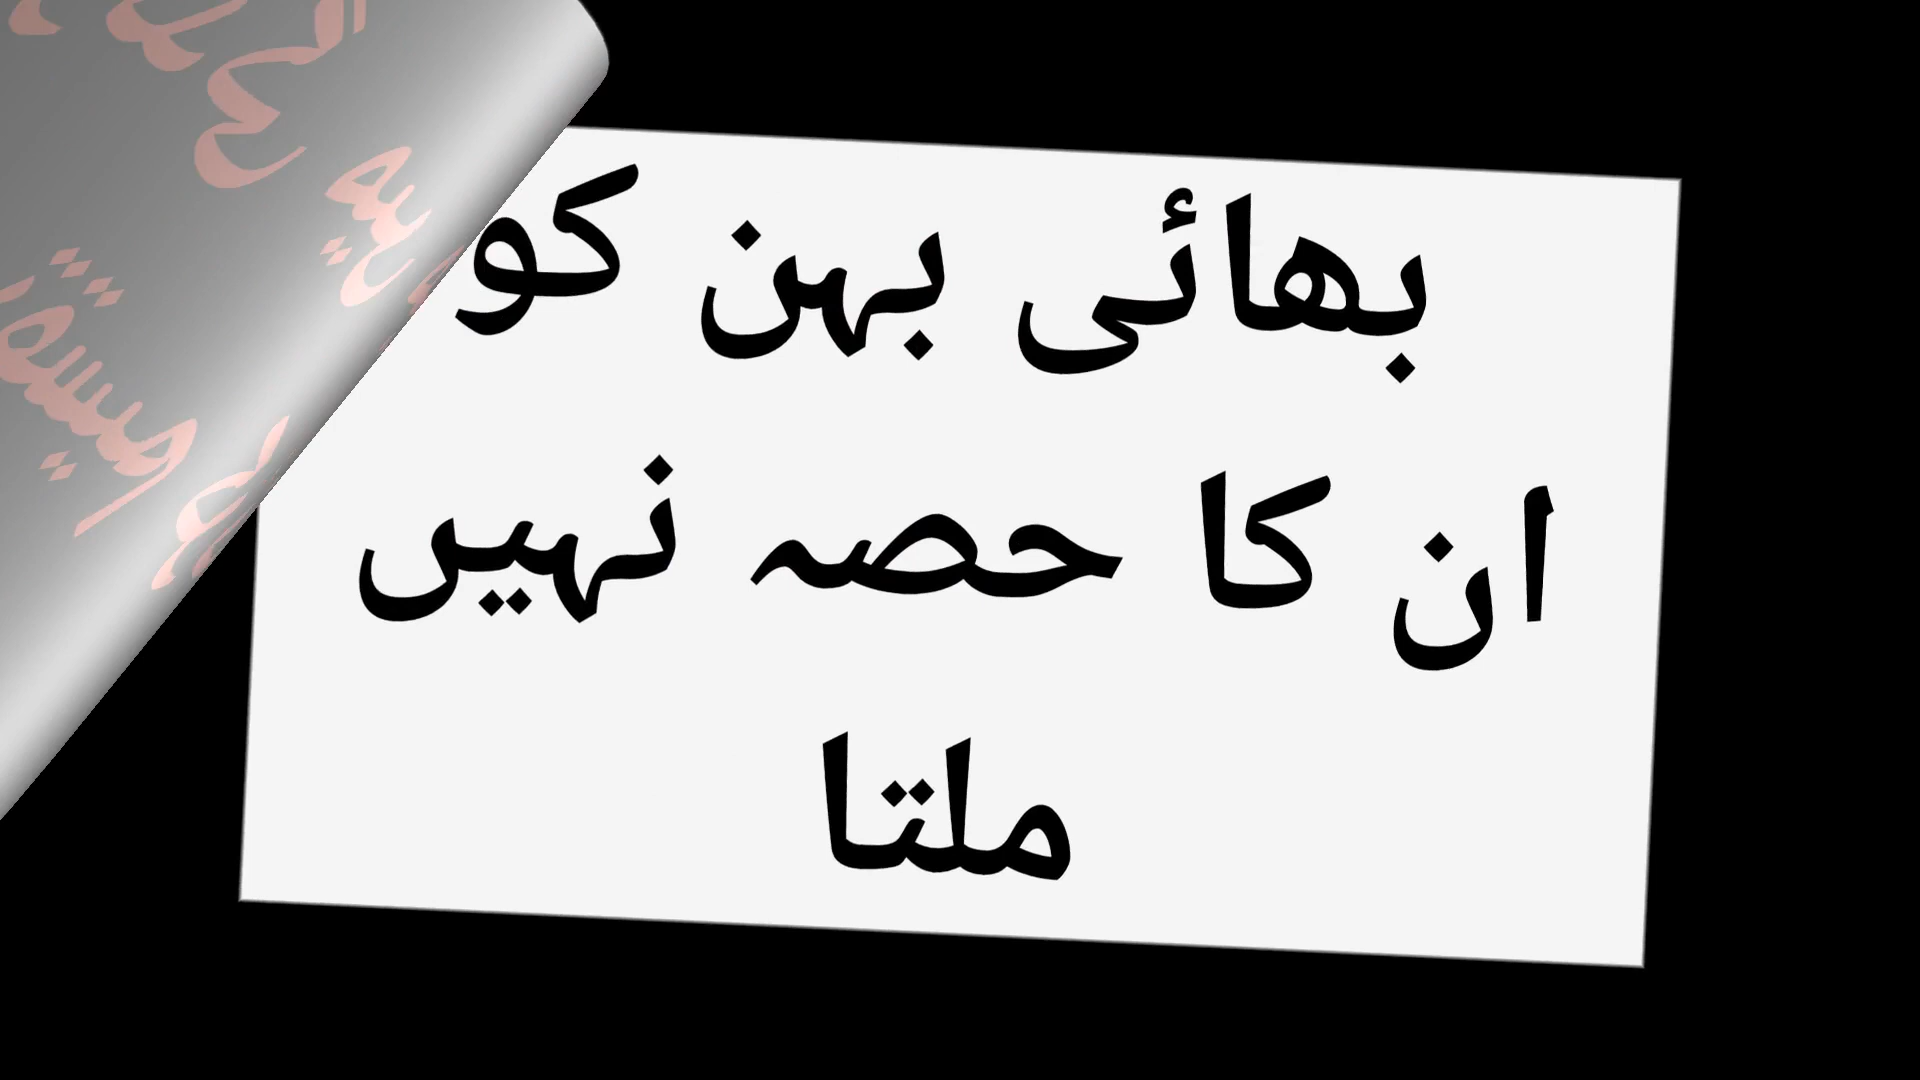 بھائی بہن کو
ان کا حصہ نہیں
ملتا